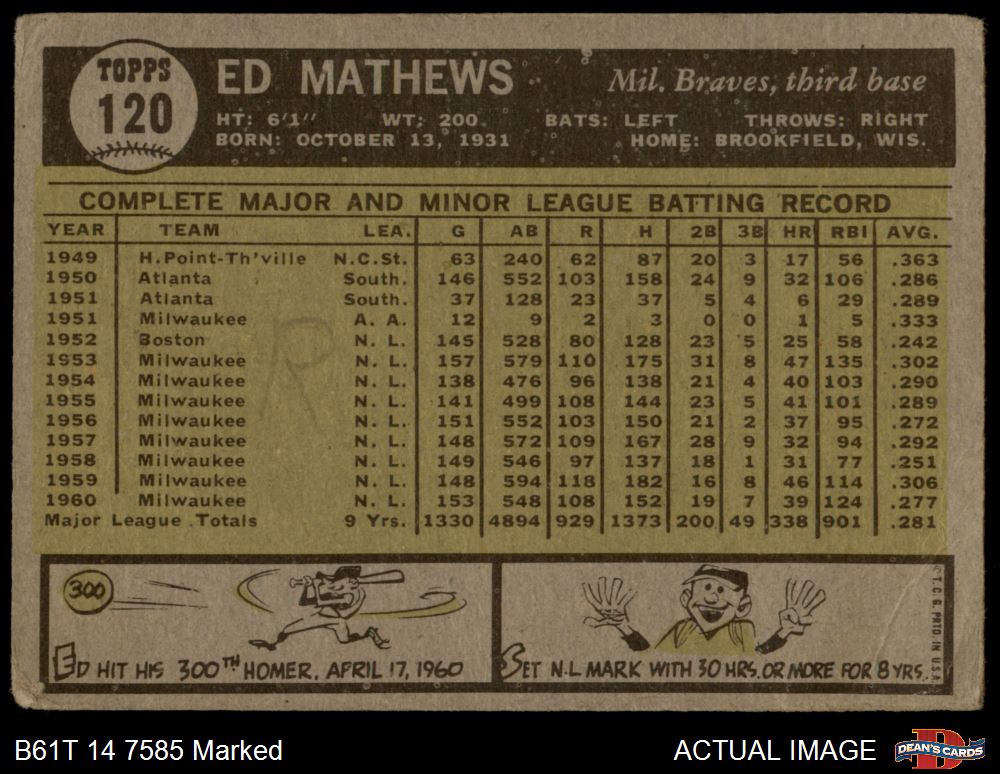 TOPPS
120
ED MATHEWS
Mil. Braves, third base
HT: 6'1" WT: 200 BATS: LEFT THROWS: RIGHT
BORN: OCTOBER 13, 1931 HOME: BROOKFIELD, WIS.
COMPLETE MAJOR AND MINOR LEAGUE BATTING RECORD
YEAR TEAM LEA. G AB R H 2B 3B HR RBI AVG.
1949 H.Point-Th'ville N.C.St. 63 240 62 87 20 3 17 56 .363
1950 Atlanta South. 146 552 103 158 24 9 32 106 .286
1951 Atlanta South. 37 128 23 37 5 4 6 29 .289
1951 Milwaukee A. A. 12 9 2 3 0 0 1 5 .333
1952 Boston N. L. 145 528 80 128 23 5 25 58 .242
1953 Milwaukee N. L. 157 579 110 175 31 8 47 135 .302
1954 Milwaukee N. L. 138 476 96 138 21 4 40 103 .290
1955 Milwaukee N. L. 141 499 108 144 23 5 41 101 .289
1956 Milwaukee N. L. 151 552 103 150 21 2 37 95 .272
1957 Milwaukee N. L. 148 572 109 167 28 9 32 94 .292
1958 Milwaukee N. L. 149 546 97 137 18 1 31 77 .251
1959 Milwaukee N. L. 148 594 118 182 16 8 46 114 .306
1960 Milwaukee N. L. 153 548 108 152 19 7 39 124 .277
Major League Totals 9 Yrs. 1330 4894 929 1373 200 49 338 901 .281
R
300
ED HIT HIS 300TH HOMER, APRIL 17, 1960
SET N.L. MARK WITH 30 HRS. OR MORE FOR 8 YRS.
T.C.G. PRTD. IN U.S.A.
B61T 14 7585 Marked
ACTUAL IMAGE
D
DEAN'S CARDS